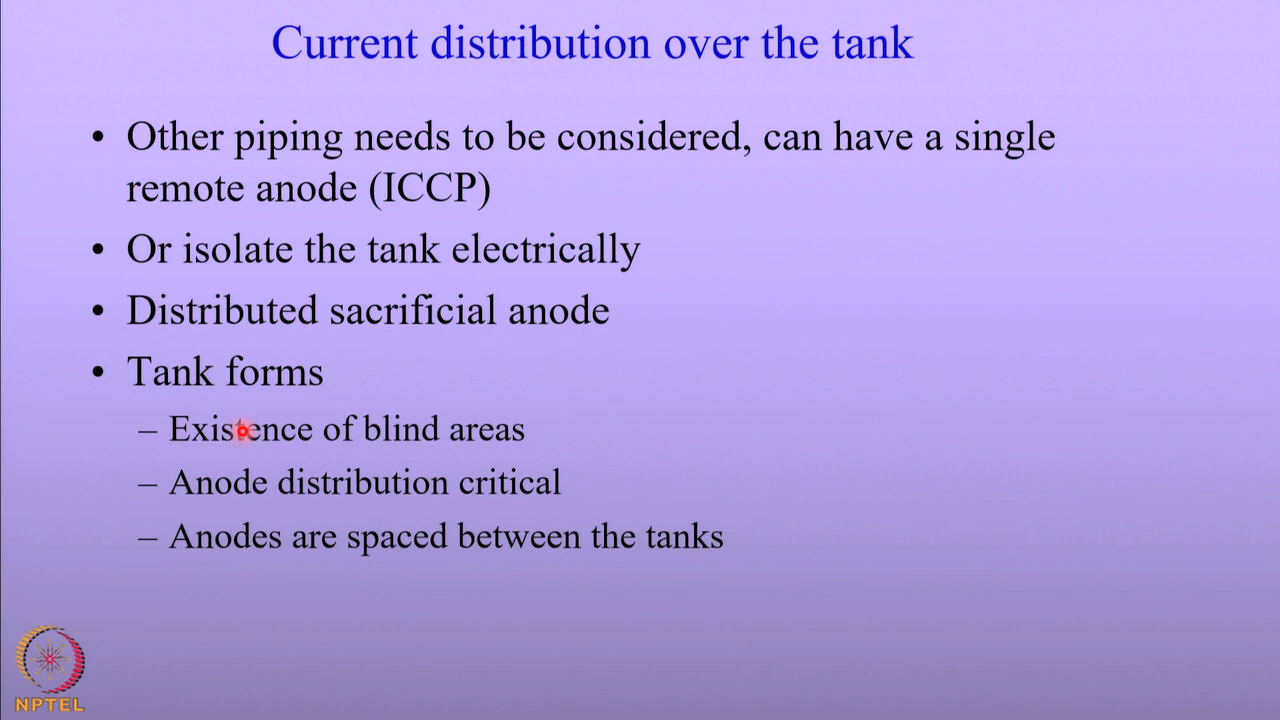 Current distribution over the tank
• Other piping needs to be considered, can have a single
remote anode (ICCP)
• Or isolate the tank electrically
• Distributed sacrificial anode
• Tank forms
– Existence of blind areas
– Anode distribution critical
– Anodes are spaced between the tanks
NPTEL